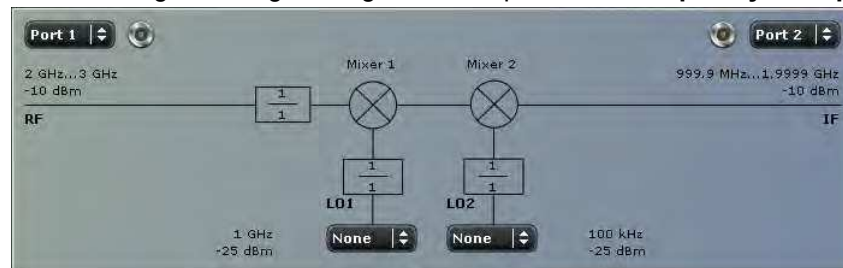 Port 1
Port 2
Mixer 1
Mixer 2
2 GHz...3 GHz
-10 dBm
RF
999.9 MHz...1.9999 GHz
-10 dBm
IF
1
1
1
1
1
1
LO1
LO2
1 GHz
-25 dBm
None
None
100 kHz
-25 dBm